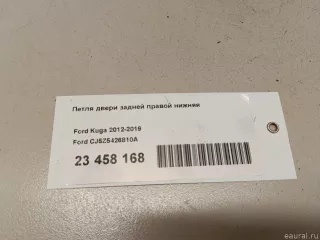 Петля двери задней правой нижняя
Ford Kuga 2012-2019
Ford CJ5Z5426810A
23 458 168
eaural.ru